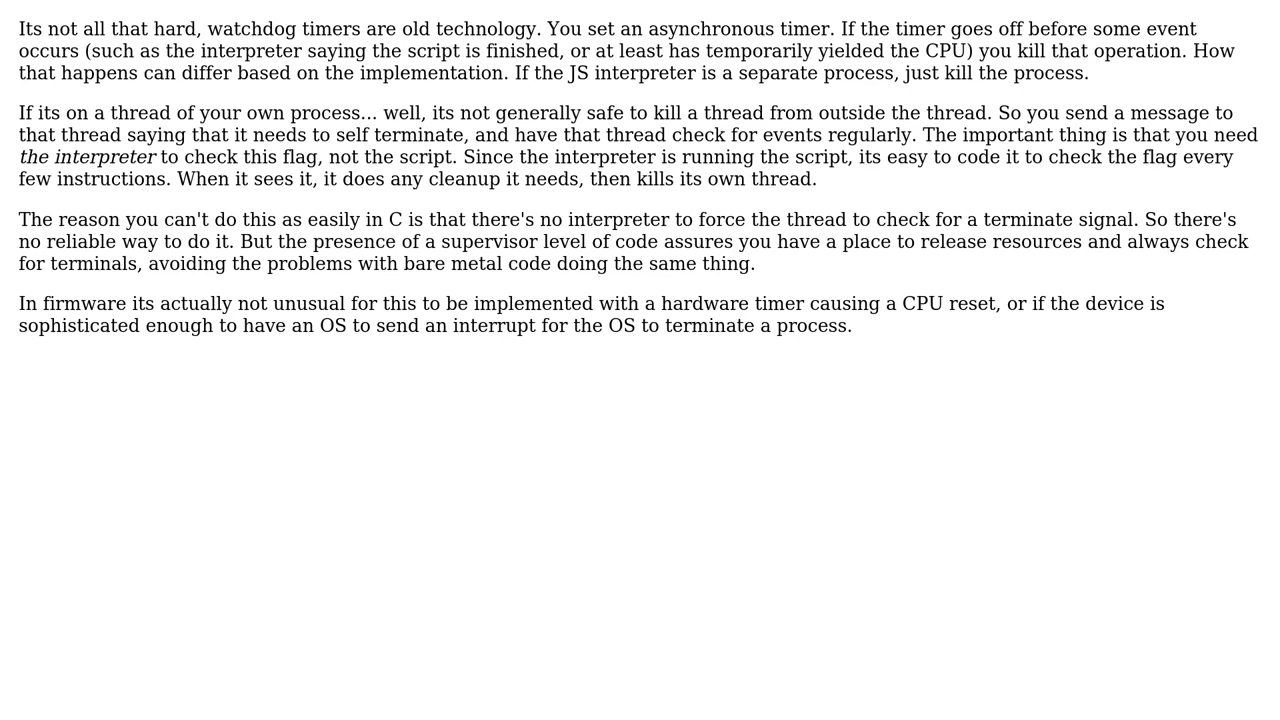 Its not all that hard, watchdog timers are old technology. You set an asynchronous timer. If the timer goes off before some event
occurs (such as the interpreter saying the script is finished, or at least has temporarily yielded the CPU) you kill that operation. How
that happens can differ based on the implementation. If the JS interpreter is a separate process, just kill the process.
If its on a thread of your own process... well, its not generally safe to kill a thread from outside the thread. So you send a message to
that thread saying that it needs to self terminate, and have that thread check for events regularly. The important thing is that you need
the interpreter to check this flag, not the script. Since the interpreter is running the script, its easy to code it to check the flag every
few instructions. When it sees it, it does any cleanup it needs, then kills its own thread.
The reason you can't do this as easily in C is that there's no interpreter to force the thread to check for a terminate signal. So there's
no reliable way to do it. But the presence of a supervisor level of code assures you have a place to release resources and always check
for terminals, avoiding the problems with bare metal code doing the same thing.
In firmware its actually not unusual for this to be implemented with a hardware timer causing a CPU reset, or if the device is
sophisticated enough to have an OS to send an interrupt for the OS to terminate a process.